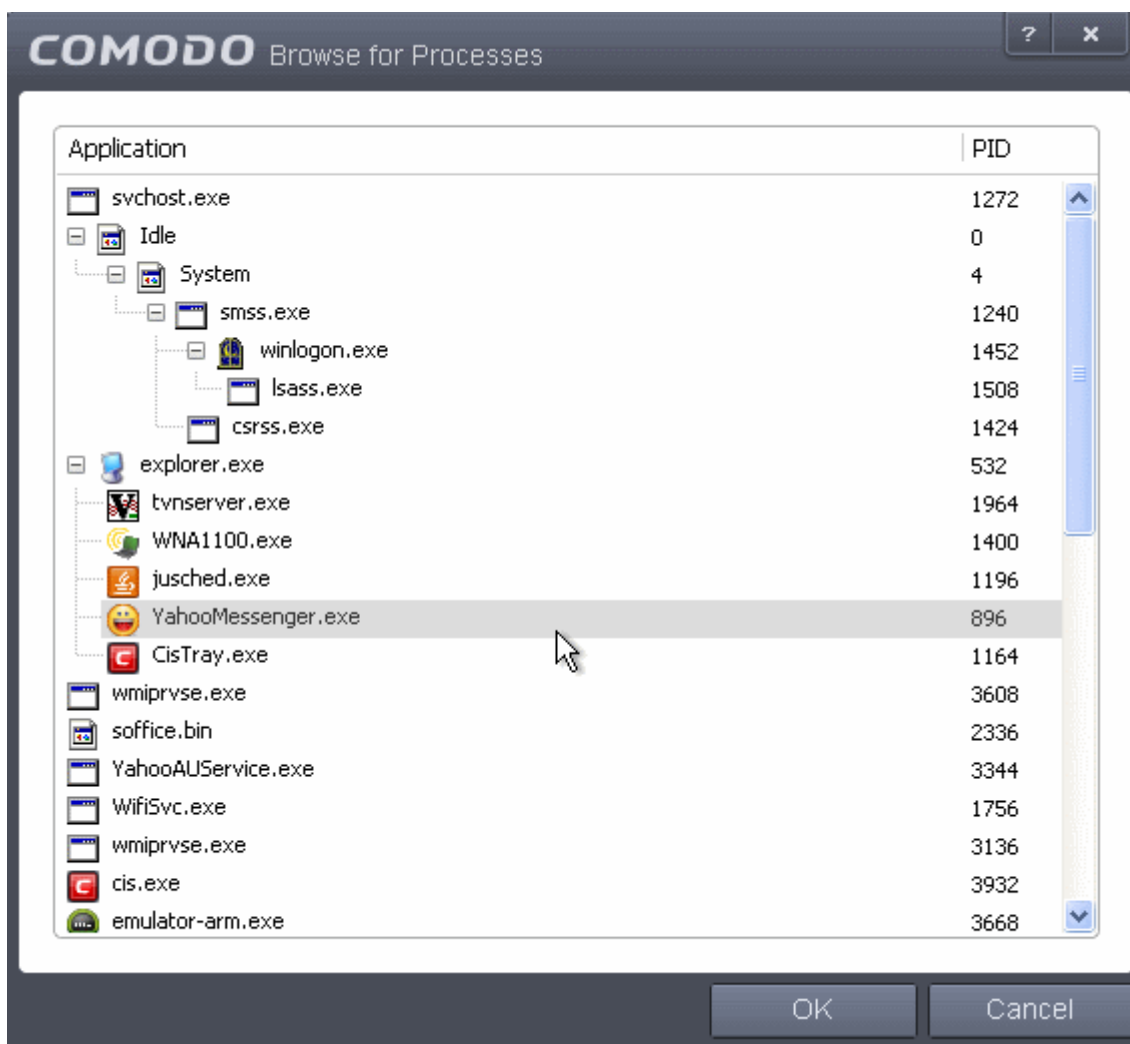 COMODO Browse for Processes ? x
Application PID
svchost.exe 1272
Idle 0
System 4
smss.exe 1240
winlogon.exe 1452
lsass.exe 1508
csrss.exe 1424
explorer.exe 532
tvnserver.exe 1964
WNA1100.exe 1400
jusched.exe 1196
YahooMessenger.exe 896
CisTray.exe 1164
wmiprvse.exe 3608
soffice.bin 2336
YahooAUService.exe 3344
WifiSvc.exe 1756
wmiprvse.exe 3136
cis.exe 3932
emulator-arm.exe 3668
OK Cancel